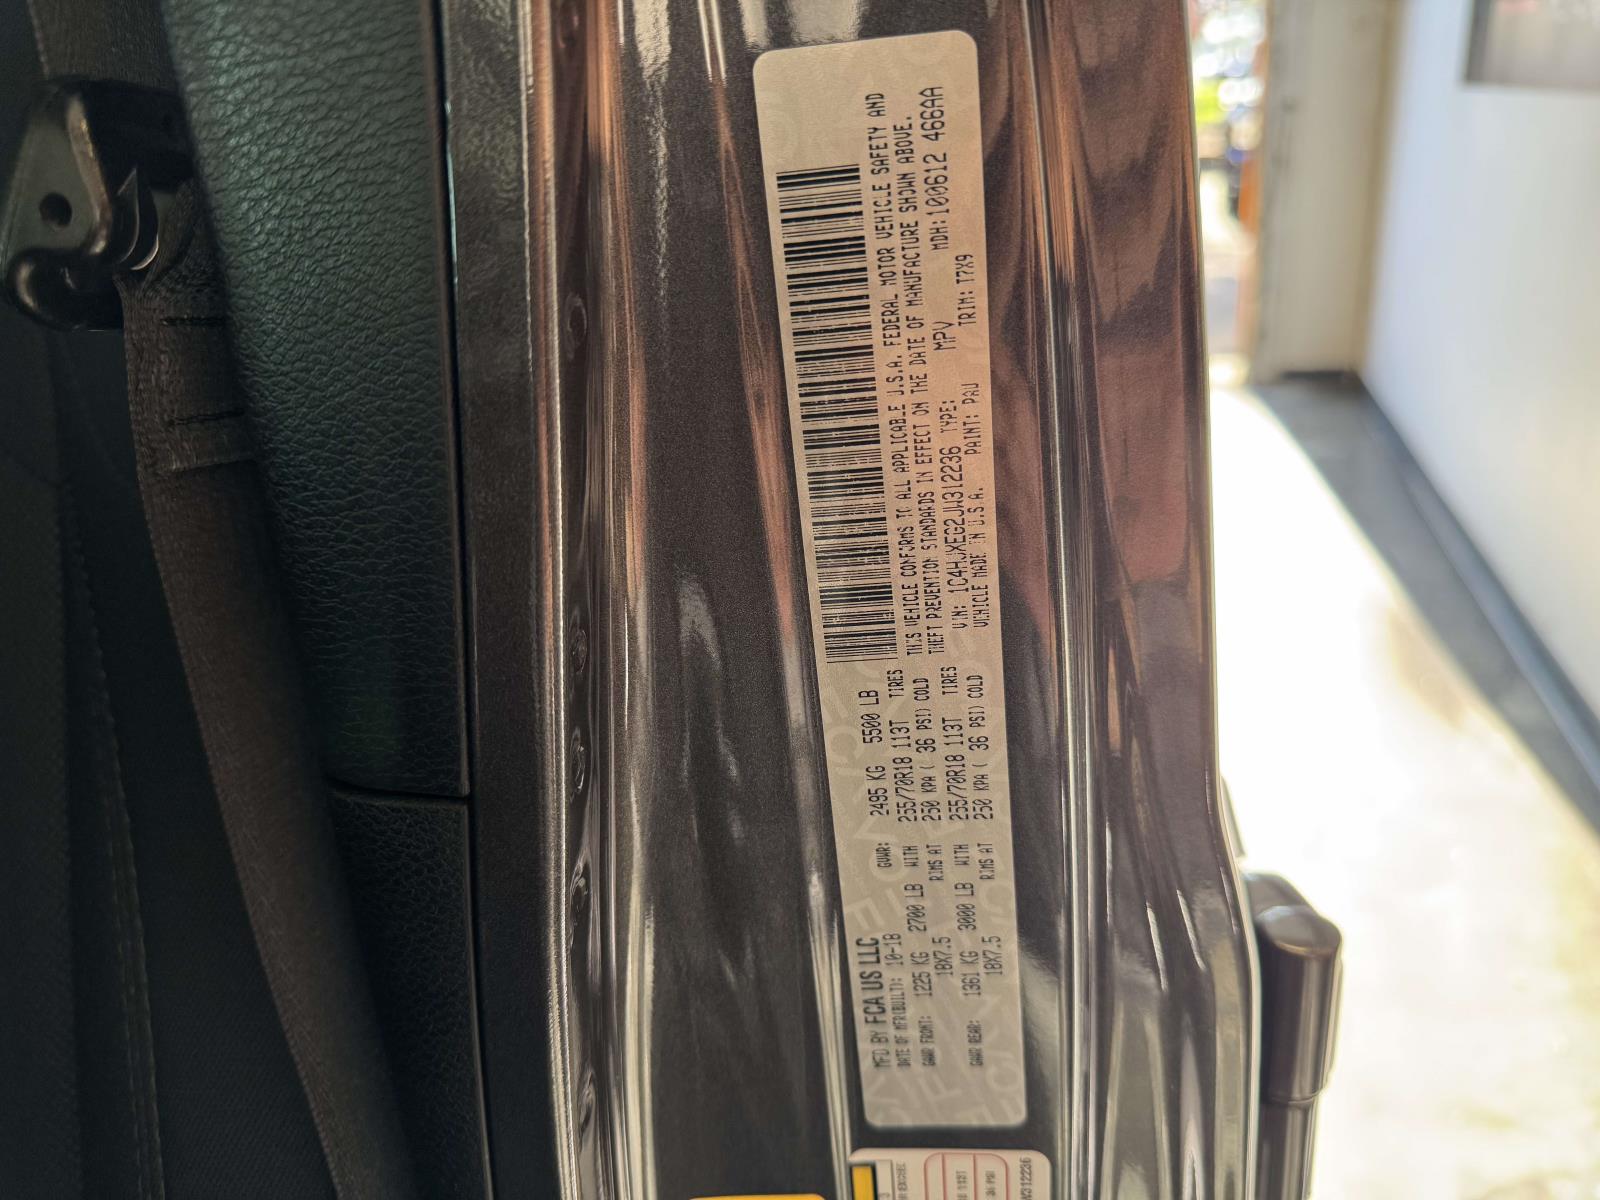 MFD BY FCA US LLC
DATE OF MFR(BUILT): 10-18 GVWR: 2495 KG 5500 LB
GAWR FRONT: 1225 KG 2700 LB WITH 255/70R18 113T TIRES
18X7.5 RIMS AT 250 KPA ( 36 PSI) COLD
GAWR REAR: 1361 KG 3000 LB WITH 255/70R18 113T TIRES
18X7.5 RIMS AT 250 KPA ( 36 PSI) COLD
THIS VEHICLE CONFORMS TO ALL APPLICABLE U.S.A. FEDERAL MOTOR VEHICLE SAFETY AND
THEFT PREVENTION STANDARDS IN EFFECT ON THE DATE OF MANUFACTURE SHOWN ABOVE.
VIN: 1C4HJXEG2JW312236 TYPE: MPV MDH:100612 466AA
VEHICLE MADE IN U.S.A. PAINT: PAU TRIM: T7X9
36 PSI
W312236